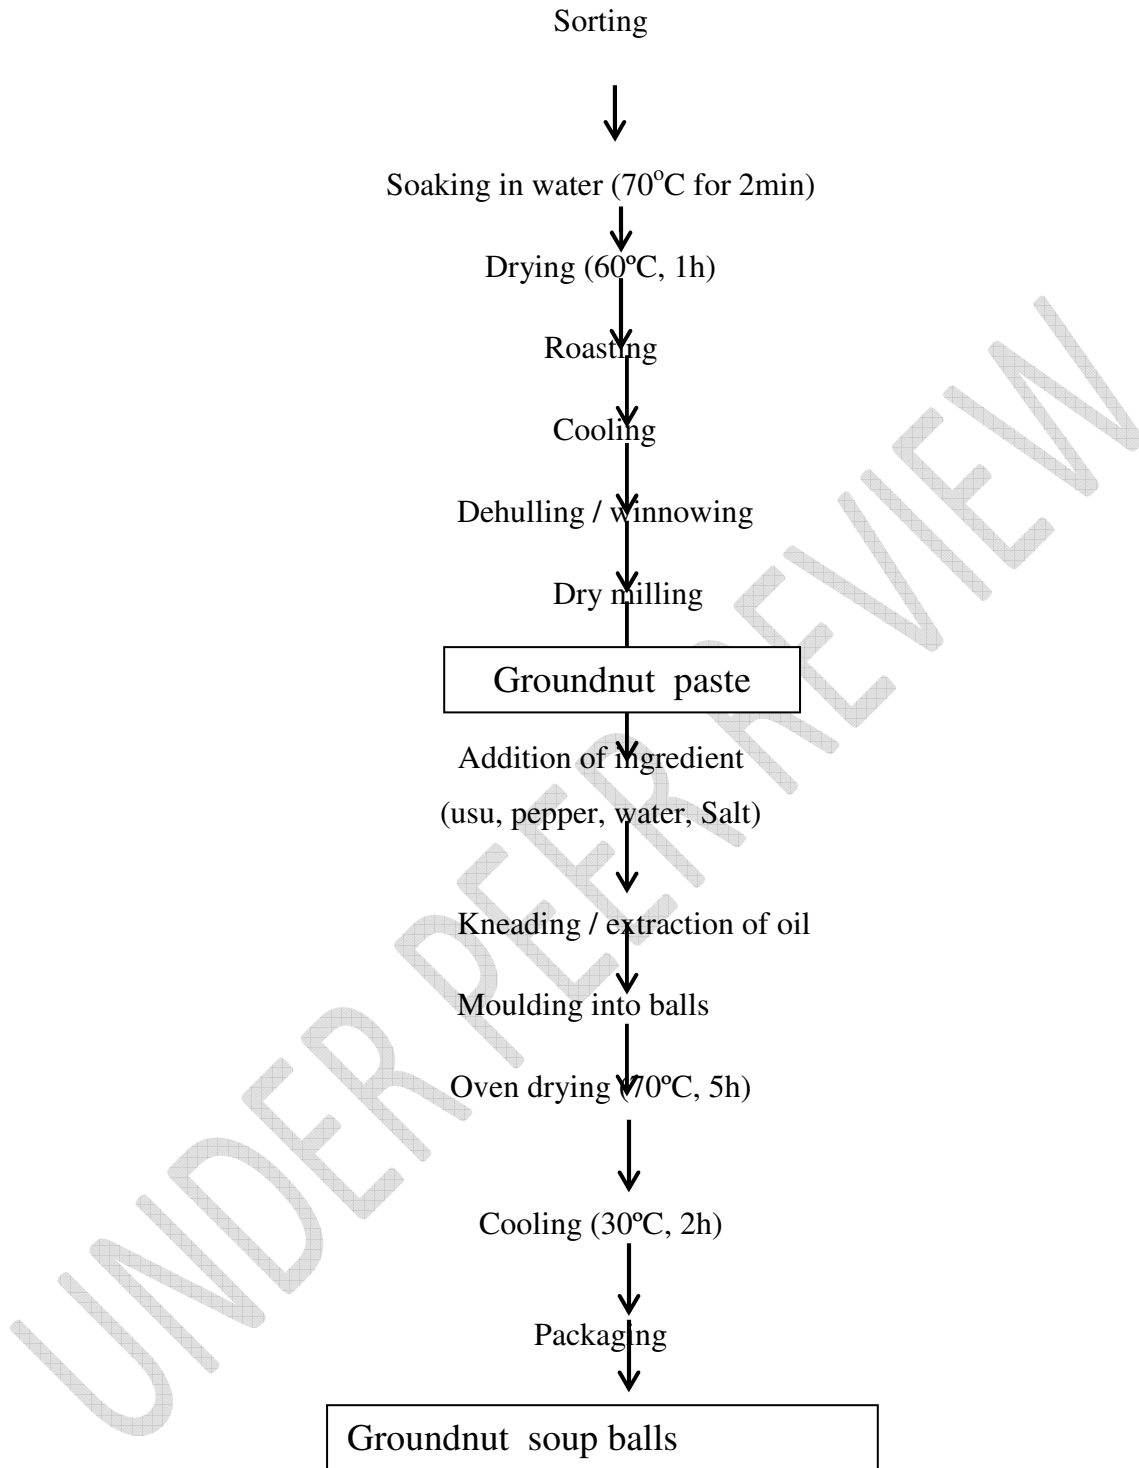 Sorting
Soaking in water (70°C for 2min)
Drying (60ºC, 1h)
Roasting
Cooling
Dehulling / winnowing
Dry milling
Groundnut paste
Addition of ingredient
(usu, pepper, water, Salt)
Kneading / extraction of oil
Moulding into balls
Oven drying (70ºC, 5h)
Cooling (30ºC, 2h)
Packaging
Groundnut soup balls
UNDER PEER REVIEW